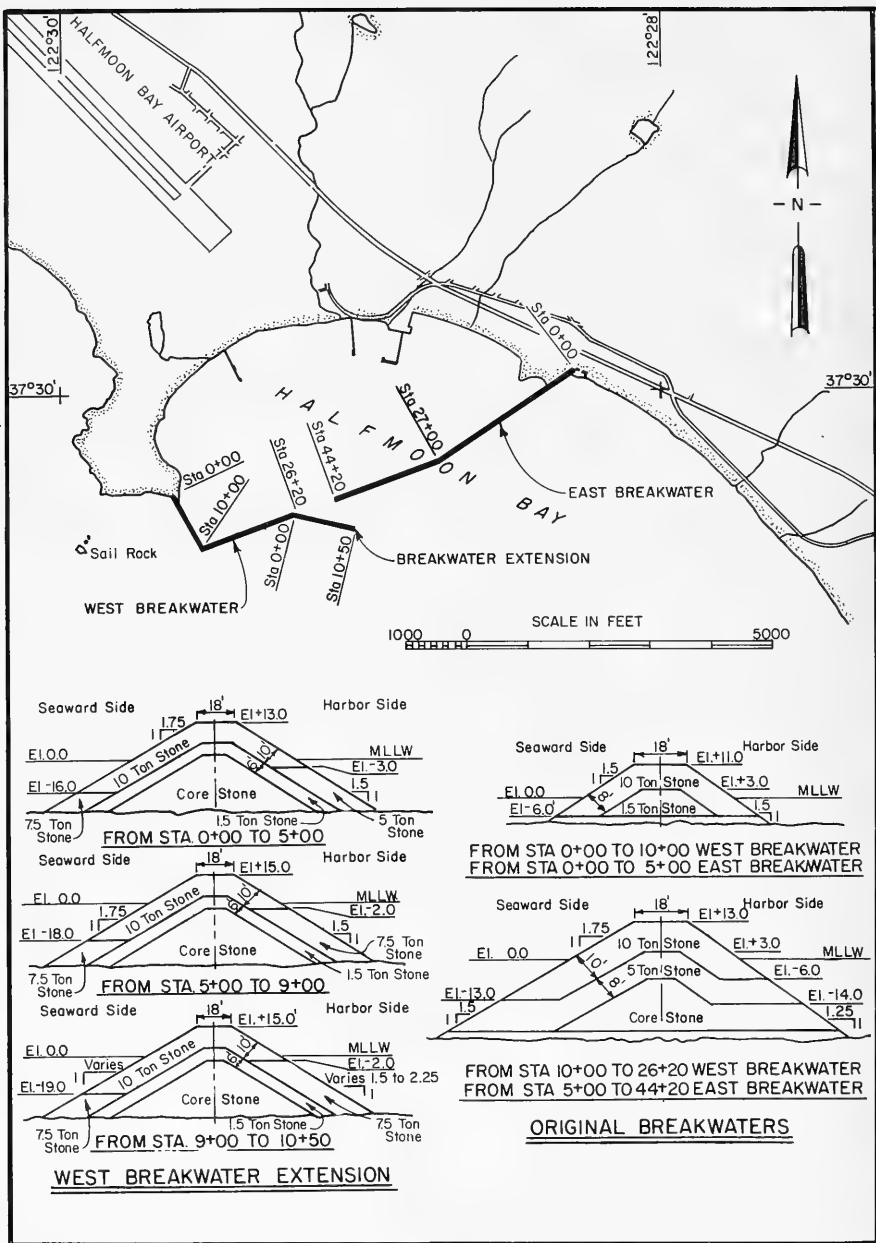 122°30'
122°28'
HALFMOON BAY AIRPORT
N
37°30'
37°30'
Sta 0+00
Sta 27+00
HALFMOON BAY
Sta 44+20
Sta 26+20
Sta 0+00
Sta 10+00
EAST BREAKWATER
Sail Rock
Sta 0+00
Sta 10+50
BREAKWATER EXTENSION
WEST BREAKWATER
SCALE IN FEET
1000 0 5000
Seaward Side 18' Harbor Side
1.75 El+13.0
1
El.0.0 MLLW
10 Ton Stone 10' 6' El.-3.0
El-16.0 Core Stone 1.5
1
7.5 Ton Stone 1.5 Ton Stone 5 Ton Stone
FROM STA. 0+00 TO 5+00
Seaward Side 18' Harbor Side
El+15.0
1.75
1
El. 0.0 MLLW
10 Ton Stone 10' 6' El.-2.0
El-18.0 1.5
1
Core Stone 7.5 Ton Stone
7.5 Ton Stone 1.5 Ton Stone
FROM STA. 5+00 TO 9+00
Seaward Side 18' Harbor Side
El.+15.0'
El.0.0 MLLW
Varies 10' 6' El.-2.0
1 10 Ton Stone Varies 1.5 to 2.25
El.-19.0 Core Stone 1
7.5 Ton Stone 1.5 Ton Stone 7.5 Ton Stone
FROM STA. 9+00 TO 10+50
WEST BREAKWATER EXTENSION
Seaward Side 18' Harbor Side
1.5 El.+11.0
1
10 Ton Stone El.+3.0
El. 0.0 8' MLLW
El-6.0' 1.5 Ton Stone 1.5
1
FROM STA 0+00 TO 10+00 WEST BREAKWATER
FROM STA 0+00 TO 5+00 EAST BREAKWATER
Seaward Side 18' Harbor Side
1.75 El+13.0
1
10 Ton Stone El.+3.0
El. 0.0 10' MLLW
5 Ton Stone El.-6.0
8'
El.-13.0 El.-14.0
1.5 Core Stone 1.25
1 1
FROM STA 10+00 TO 26+20 WEST BREAKWATER
FROM STA 5+00 TO 44+20 EAST BREAKWATER
ORIGINAL BREAKWATERS